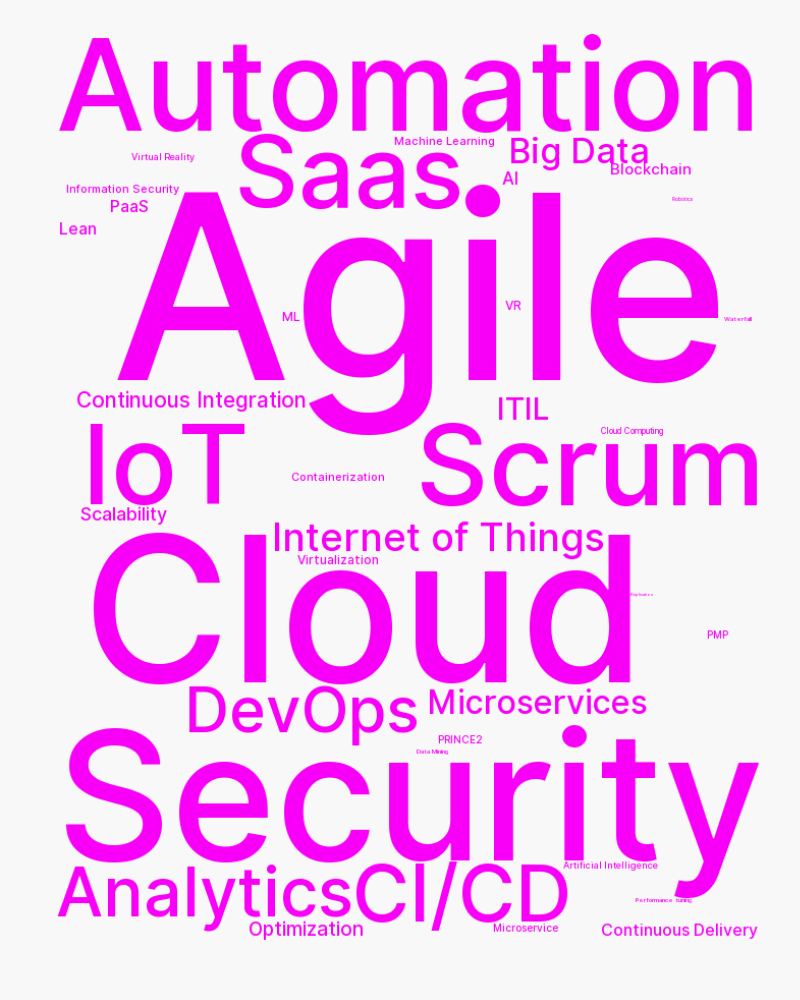 Automation
Machine Learning
Big Data
Virtual Reality
Saas
Blockchain
AI
Information Security
Robotics
PaaS
Lean
Agile
VR
ML
Waterfall
Continuous Integration
ITIL
IoT
Scrum
Cloud Computing
Containerization
Scalability
Internet of Things
Virtualization
Cloud
PMP
DevOps
Microservices
PRINCE2
Data Mining
Security
Artificial Intelligence
Analytics
CI/CD
Performance Tuning
Optimization
Microservice
Continuous Delivery